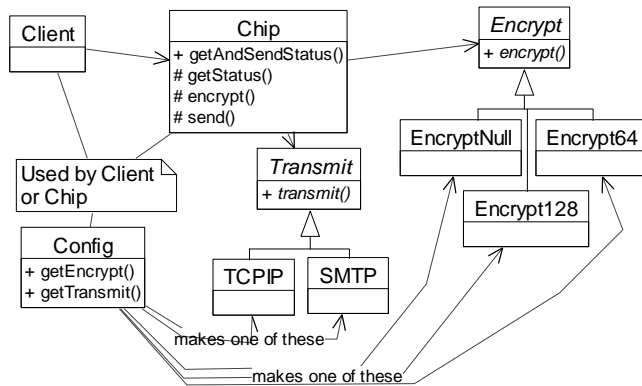 Client
Chip
+ getAndSendStatus()
# getStatus()
# encrypt()
# send()
Encrypt
+ encrypt()
EncryptNull
Encrypt64
Encrypt128
Transmit
+ transmit()
Used by Client
or Chip
Config
+ getEncrypt()
+ getTransmit()
TCPIP
SMTP
makes one of these
makes one of these